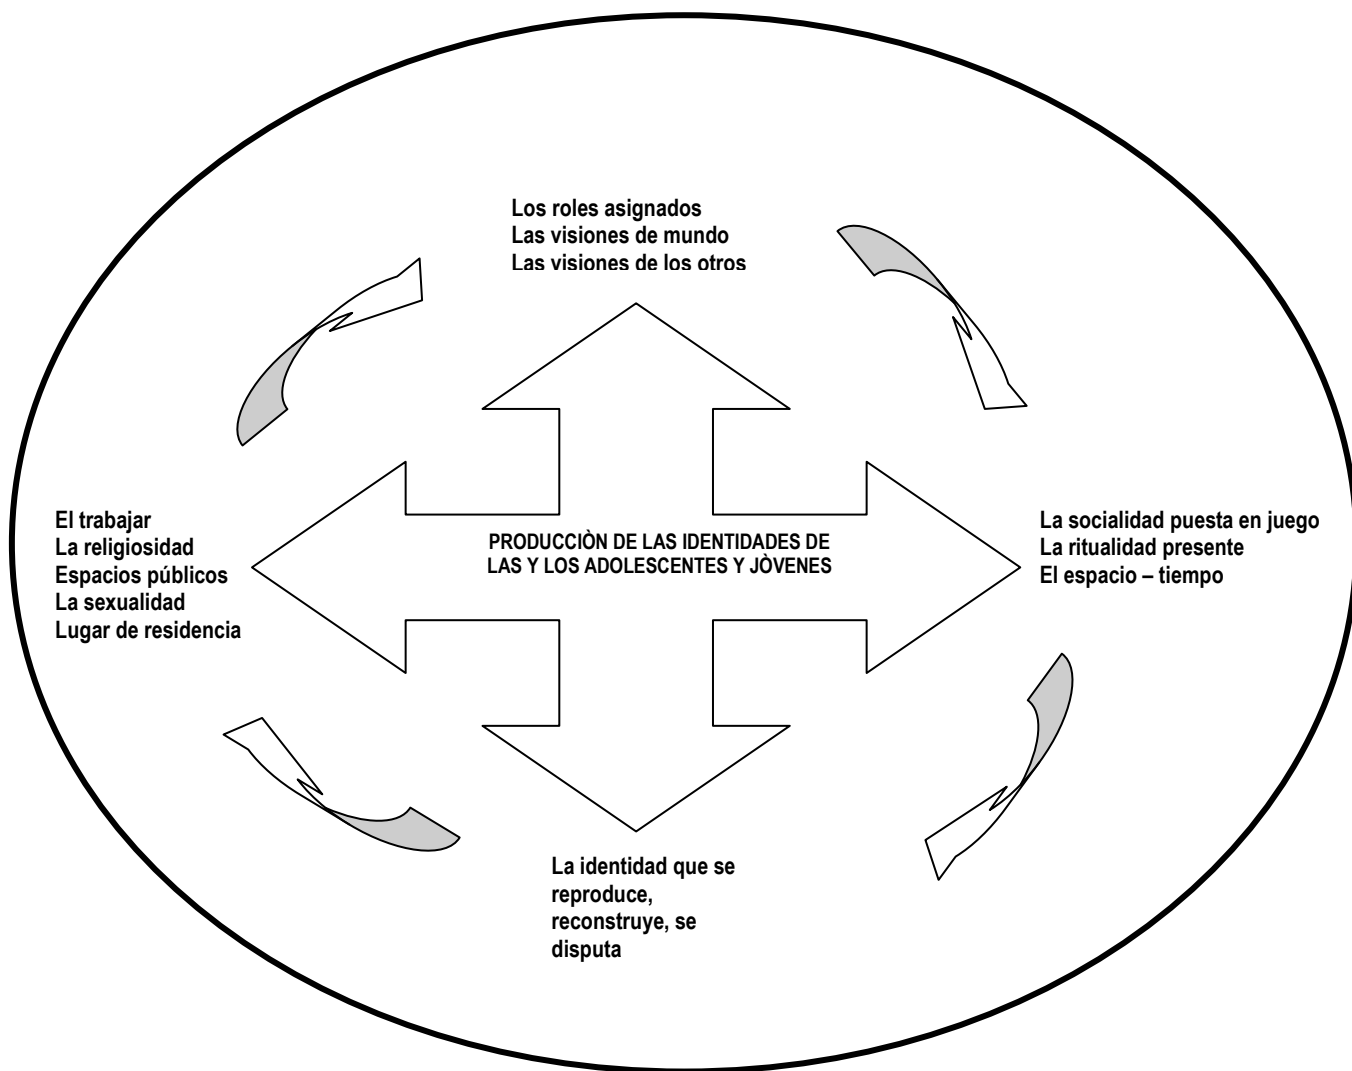 Los roles asignados
Las visiones de mundo
Las visiones de los otros
El trabajar
La religiosidad
Espacios públicos
La sexualidad
Lugar de residencia
PRODUCCIÒN DE LAS IDENTIDADES DE
LAS Y LOS ADOLESCENTES Y JÒVENES
La socialidad puesta en juego
La ritualidad presente
El espacio – tiempo
La identidad que se
reproduce,
reconstruye, se
disputa